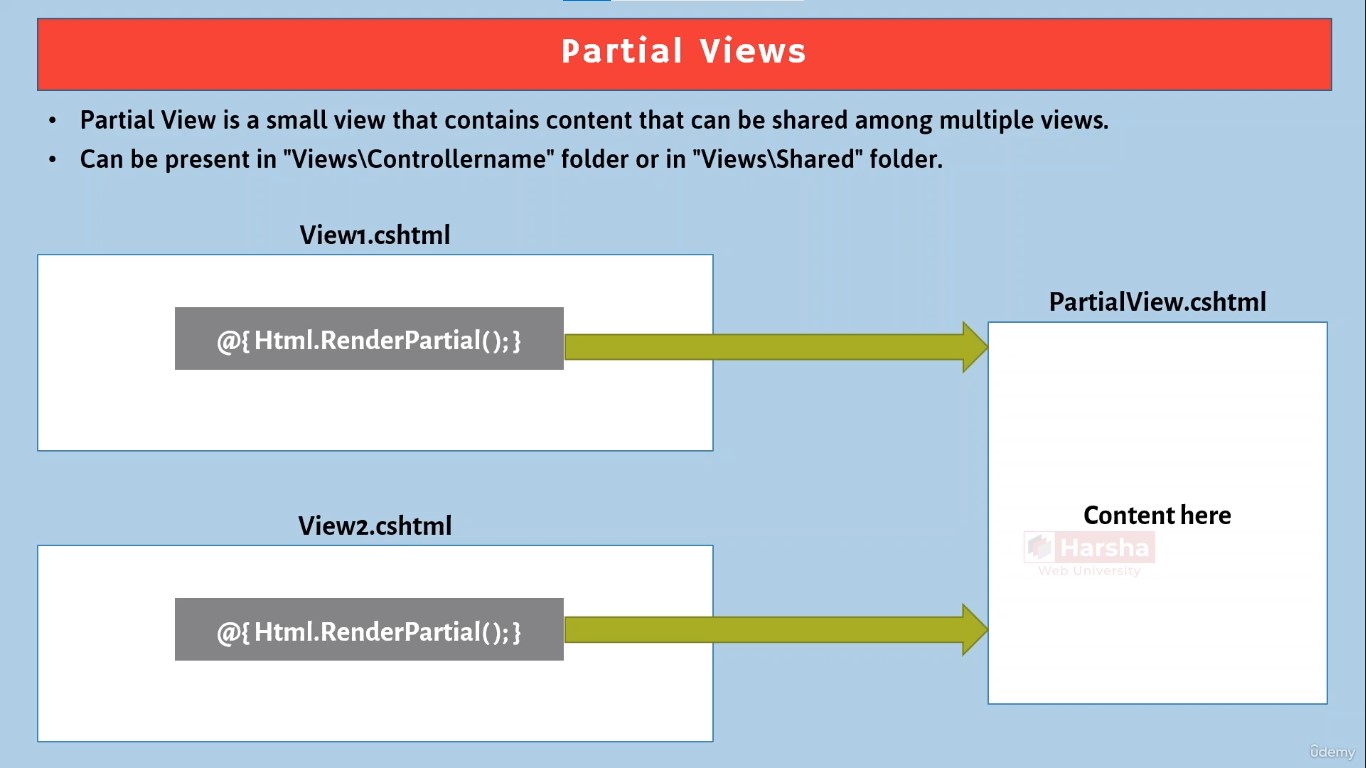 Partial Views
• Partial View is a small view that contains content that can be shared among multiple views.
• Can be present in "Views\Controllername" folder or in "Views\Shared" folder.
View1.cshtml
@{ Html.RenderPartial(); }
PartialView.cshtml
Content here
Harsha
Web University
View2.cshtml
@{ Html.RenderPartial(); }
ûdemy